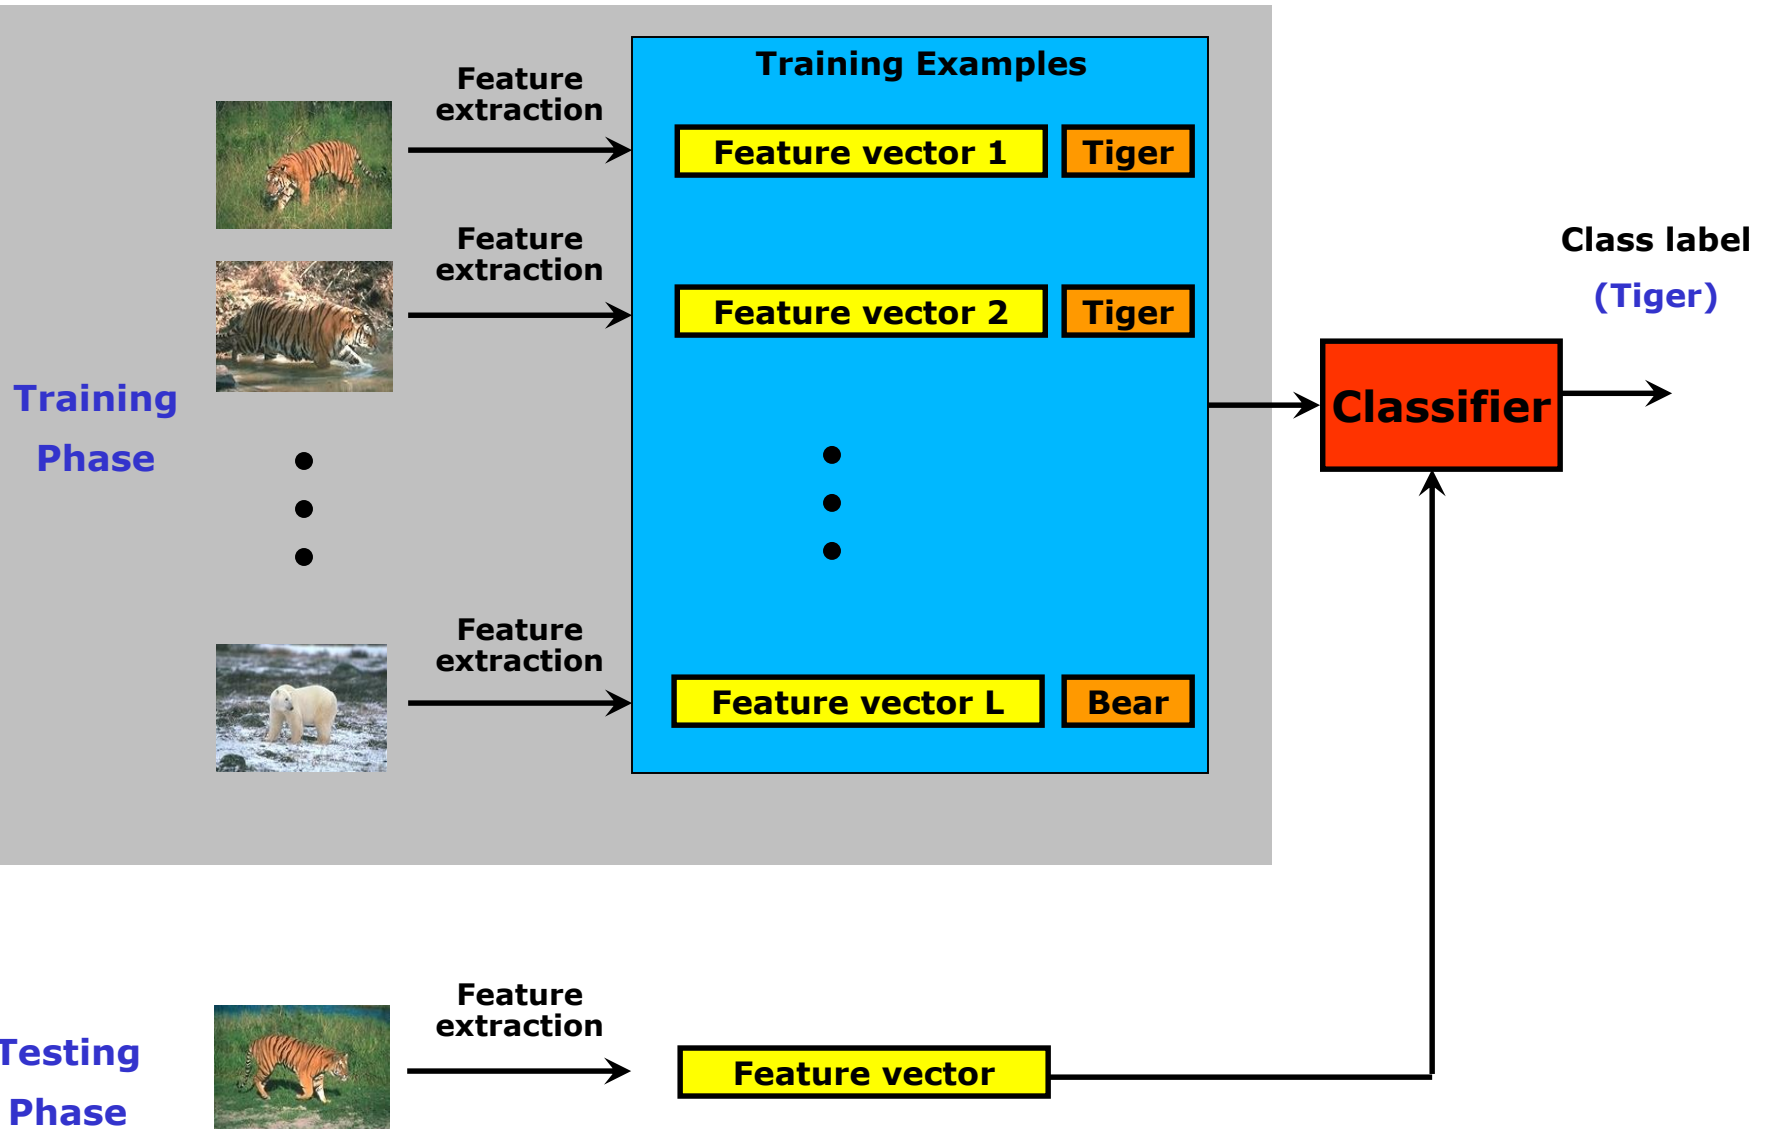 Training Examples
Feature
extraction
Feature vector 1
Tiger
Feature
extraction
Feature vector 2
Tiger
Class label
(Tiger)
Training
Phase
Classifier
Feature
extraction
Feature vector L
Bear
Feature
extraction
Testing
Phase
Feature vector